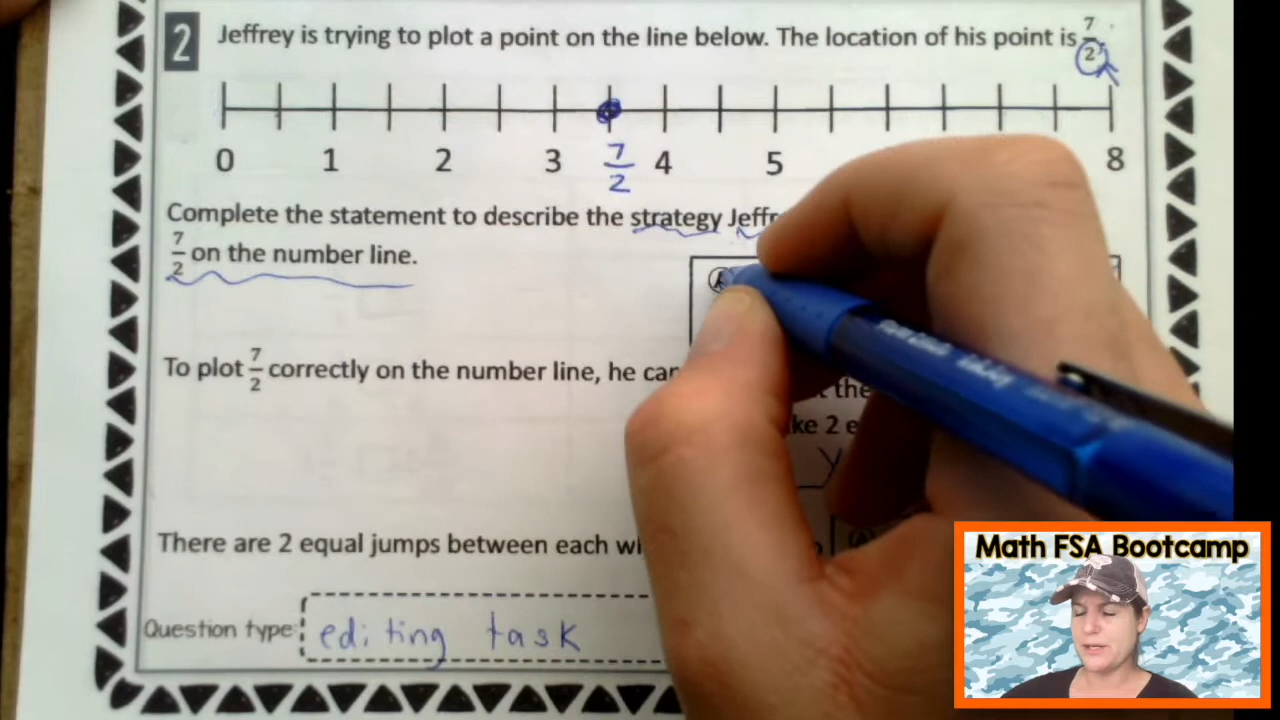 2 Jeffrey is trying to plot a point on the line below. The location of his point is 7/2.
0 1 2 3 7/2 4 5 8
Complete the statement to describe the strategy
7/2 on the number line.
A
To plot 7/2 correctly on the number line, he can
the
2
There are 2 equal jumps between each
Question type: editing task
Math FSA Bootcamp